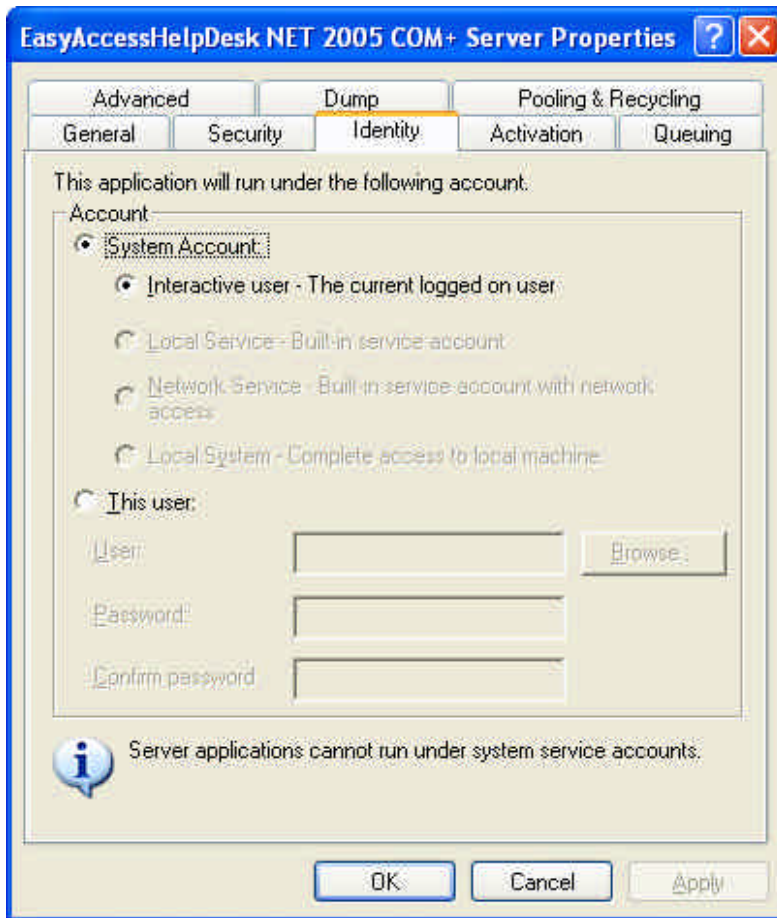 EasyAccessHelpDesk NET 2005 COM+ Server Properties
Advanced Dump Pooling & Recycling
General Security Identity Activation Queuing
This application will run under the following account.
Account
System Account:
Interactive user - The current logged on user
Local Service - Built-in service account
Network Service - Built-in service account with network
access
Local System - Complete access to local machine
This user:
User:
Browse...
Password:
Confirm password
Server applications cannot run under system service accounts.
OK Cancel Apply